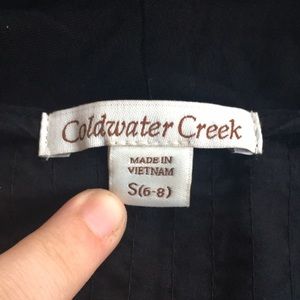 Coldwater Creek
MADE IN
VIETNAM
S(6-8)